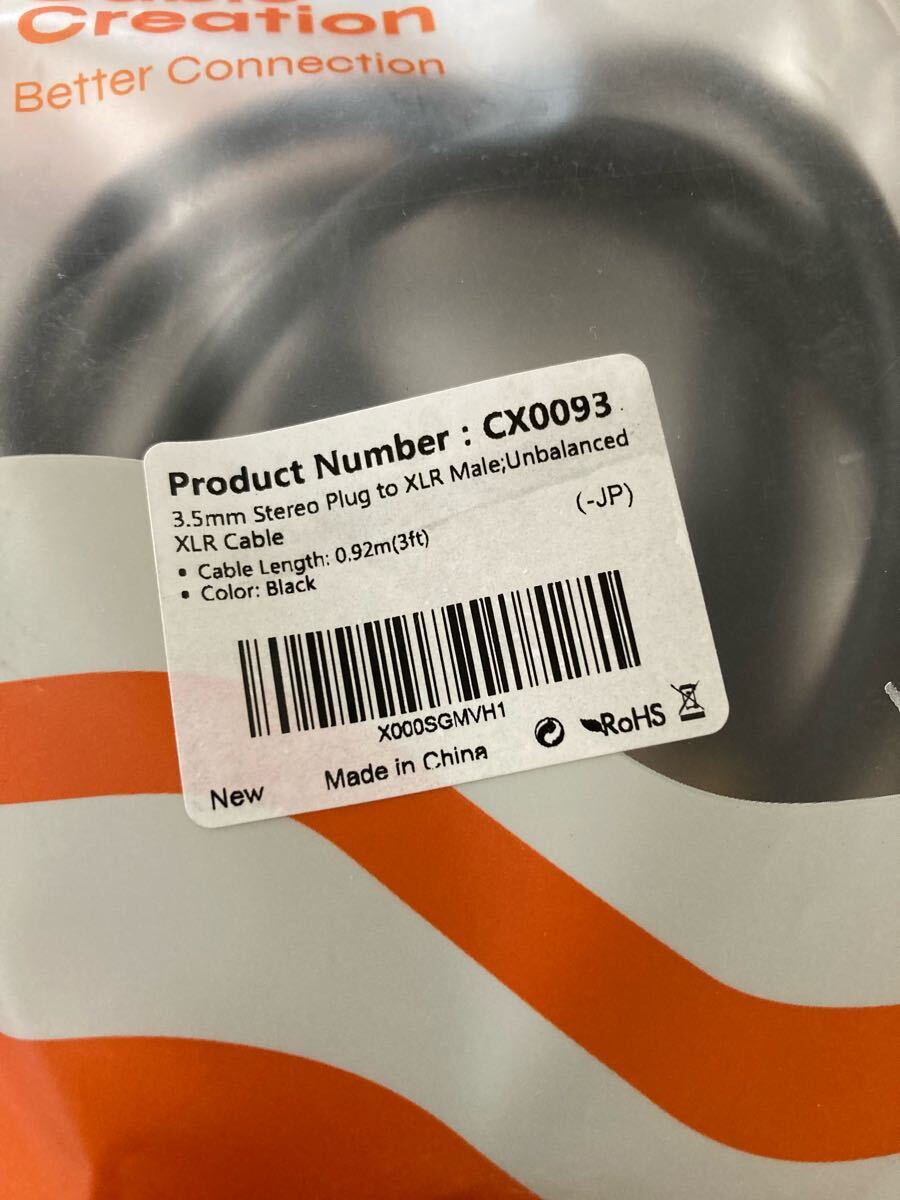 Creation
Better Connection
Product Number : CX0093
3.5mm Stereo Plug to XLR Male;Unbalanced
XLR Cable
(-JP)
• Cable Length: 0.92m(3ft)
• Color: Black
X000SGMVH1
New
Made in China
RoHS